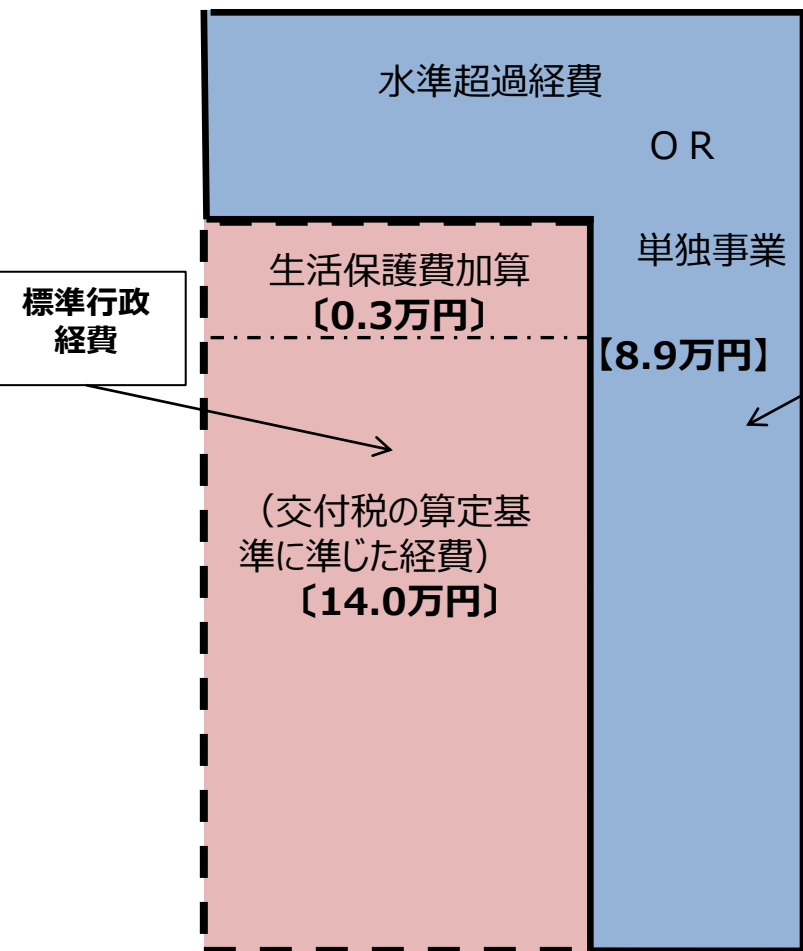 水準超過経費
ＯＲ
単独事業
【8.9万円】
生活保護費加算
〔0.3万円〕
標準行政
経費
（交付税の算定基
準に準じた経費）
〔14.0万円〕